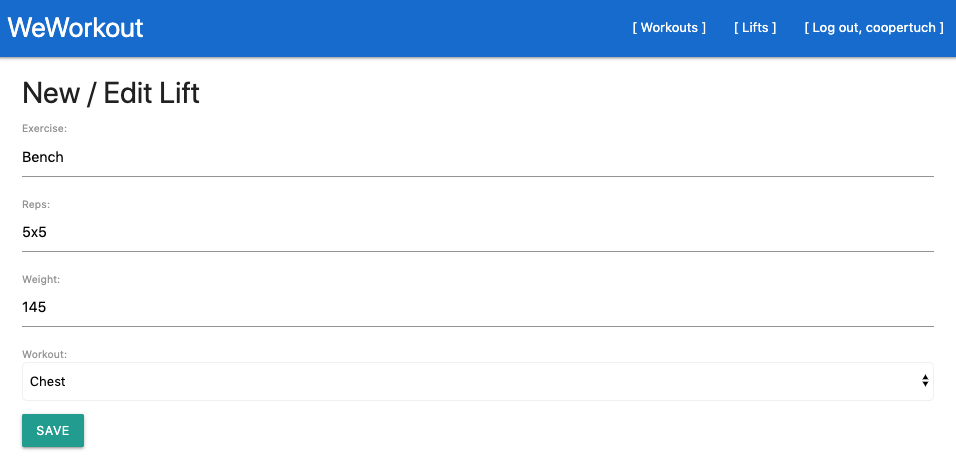 WeWorkout
[ Workouts ] [ Lifts ] [ Log out, coopertuch ]
New / Edit Lift
Exercise:
Bench
Reps:
5x5
Weight:
145
Workout:
Chest
SAVE